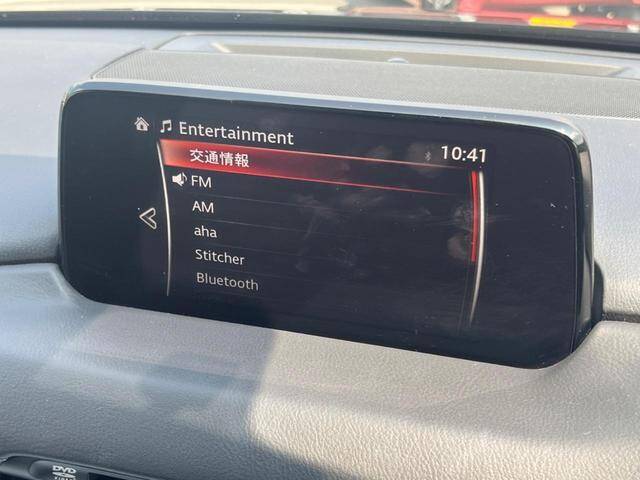 Entertainment
10:41
交通情報
FM
AM
aha
Stitcher
Bluetooth
DVD